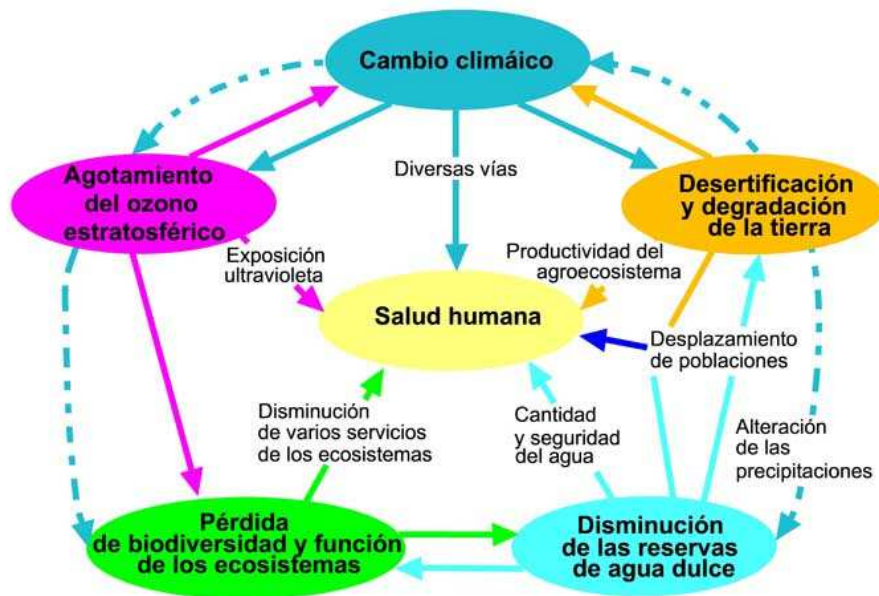 Cambio climáico
Agotamiento
del ozono
estratosférico
Diversas vías
Desertificación
y degradación
de la tierra
Exposición
ultravioleta
Productividad del
agroecosistema
Salud humana
Desplazamiento
de poblaciones
Disminución
de varios servicios
de los ecosistemas
Cantidad
y seguridad
del agua
Alteración
de las
precipitaciones
Pérdida
de biodiversidad y función
de los ecosistemas
Disminución
de las reservas
de agua dulce